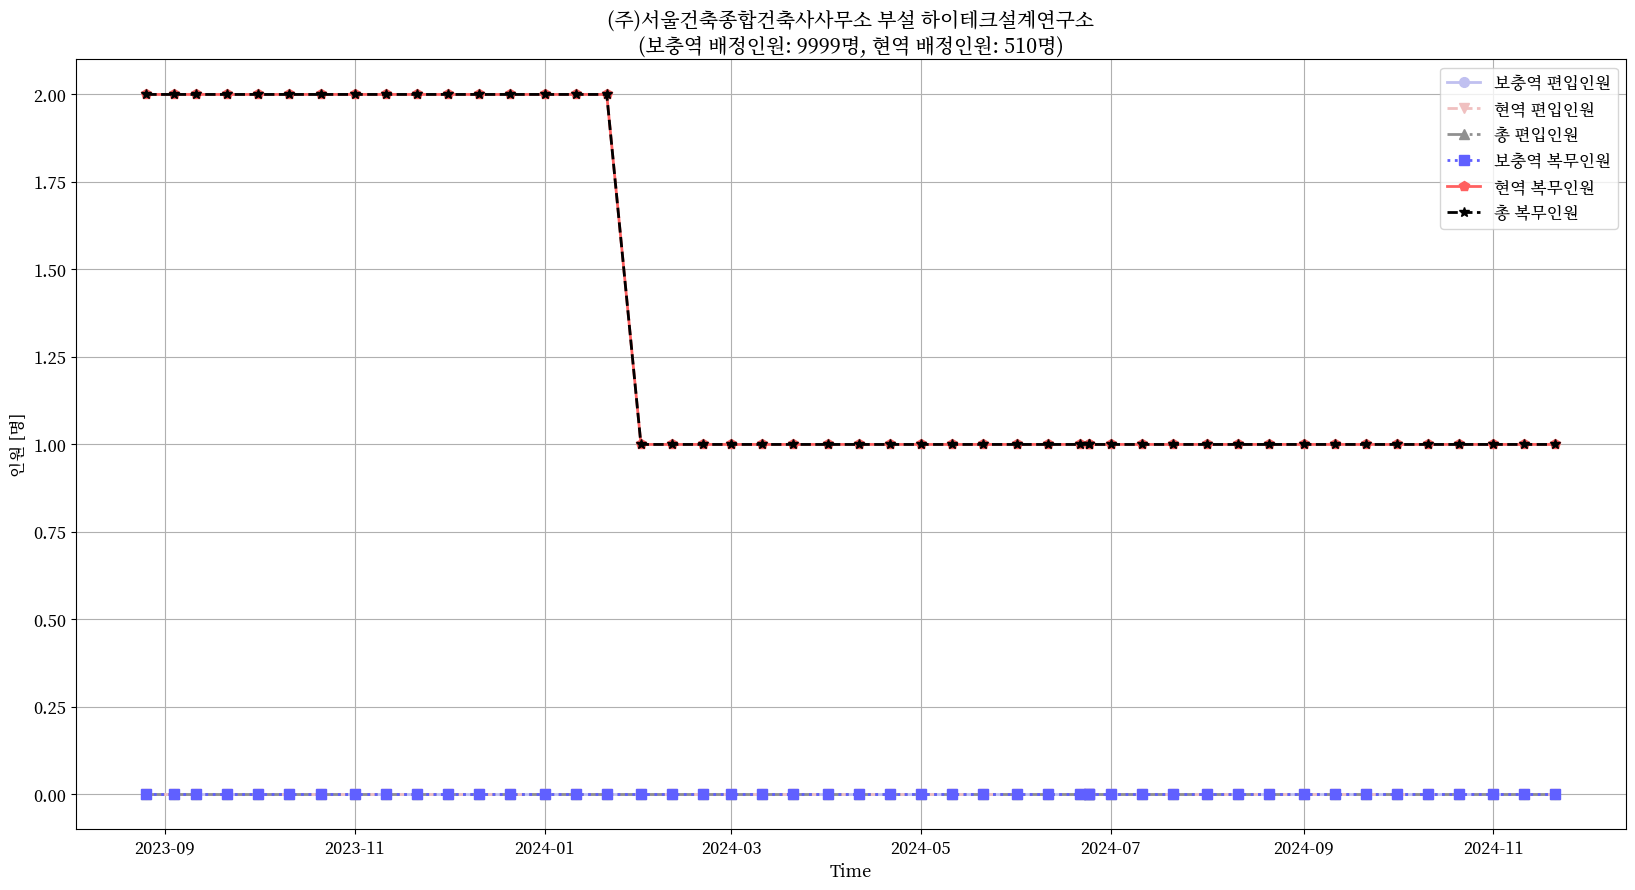 (주)서울건축종합건축사사무소 부설 하이테크설계연구소
(보충역 배정인원: 9999명, 현역 배정인원: 510명)
보충역 편입인원
현역 편입인원
총 편입인원
보충역 복무인원
현역 복무인원
총 복무인원
인원 [명]
2.00
1.75
1.50
1.25
1.00
0.75
0.50
0.25
0.00
2023-09 2023-11 2024-01 2024-03 2024-05 2024-07 2024-09 2024-11
Time